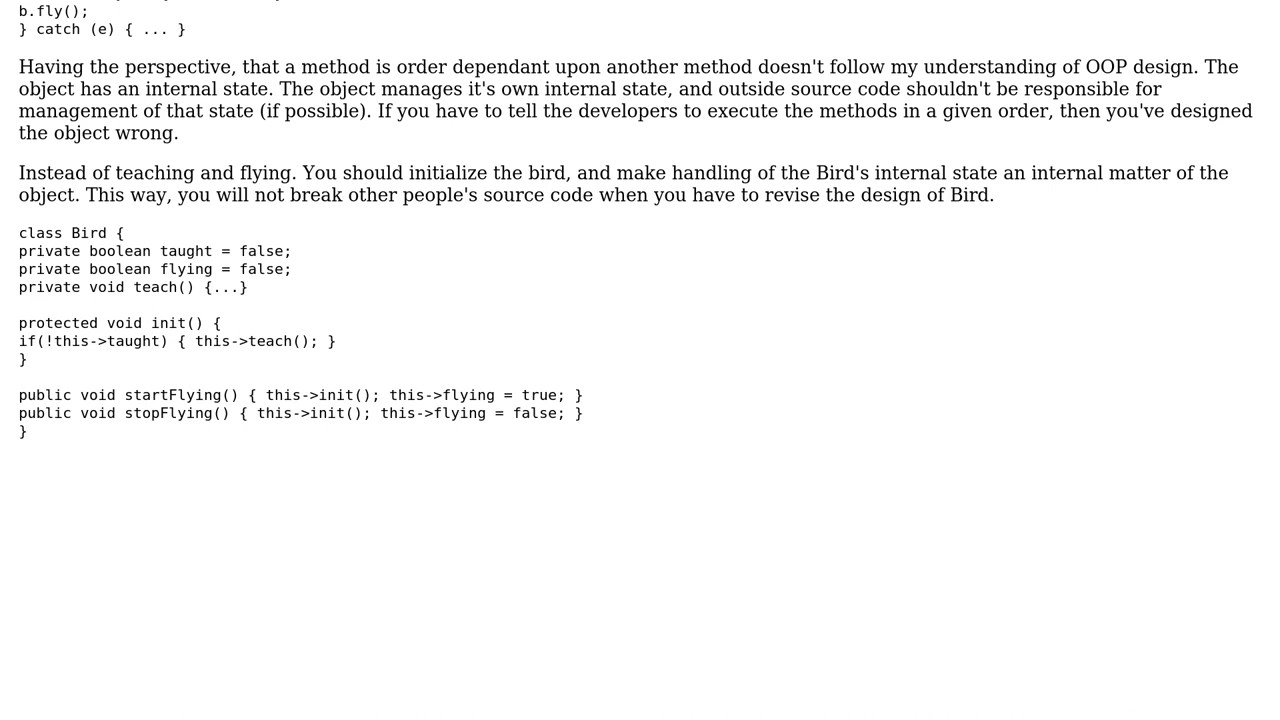 b.fly();
} catch (e) { ... }
Having the perspective, that a method is order dependant upon another method doesn't follow my understanding of OOP design. The
object has an internal state. The object manages it's own internal state, and outside source code shouldn't be responsible for
management of that state (if possible). If you have to tell the developers to execute the methods in a given order, then you've designed
the object wrong.
Instead of teaching and flying. You should initialize the bird, and make handling of the Bird's internal state an internal matter of the
object. This way, you will not break other people's source code when you have to revise the design of Bird.
class Bird {
private boolean taught = false;
private boolean flying = false;
private void teach() {...}
protected void init() {
if(!this->taught) { this->teach(); }
}
public void startFlying() { this->init(); this->flying = true; }
public void stopFlying() { this->init(); this->flying = false; }
}